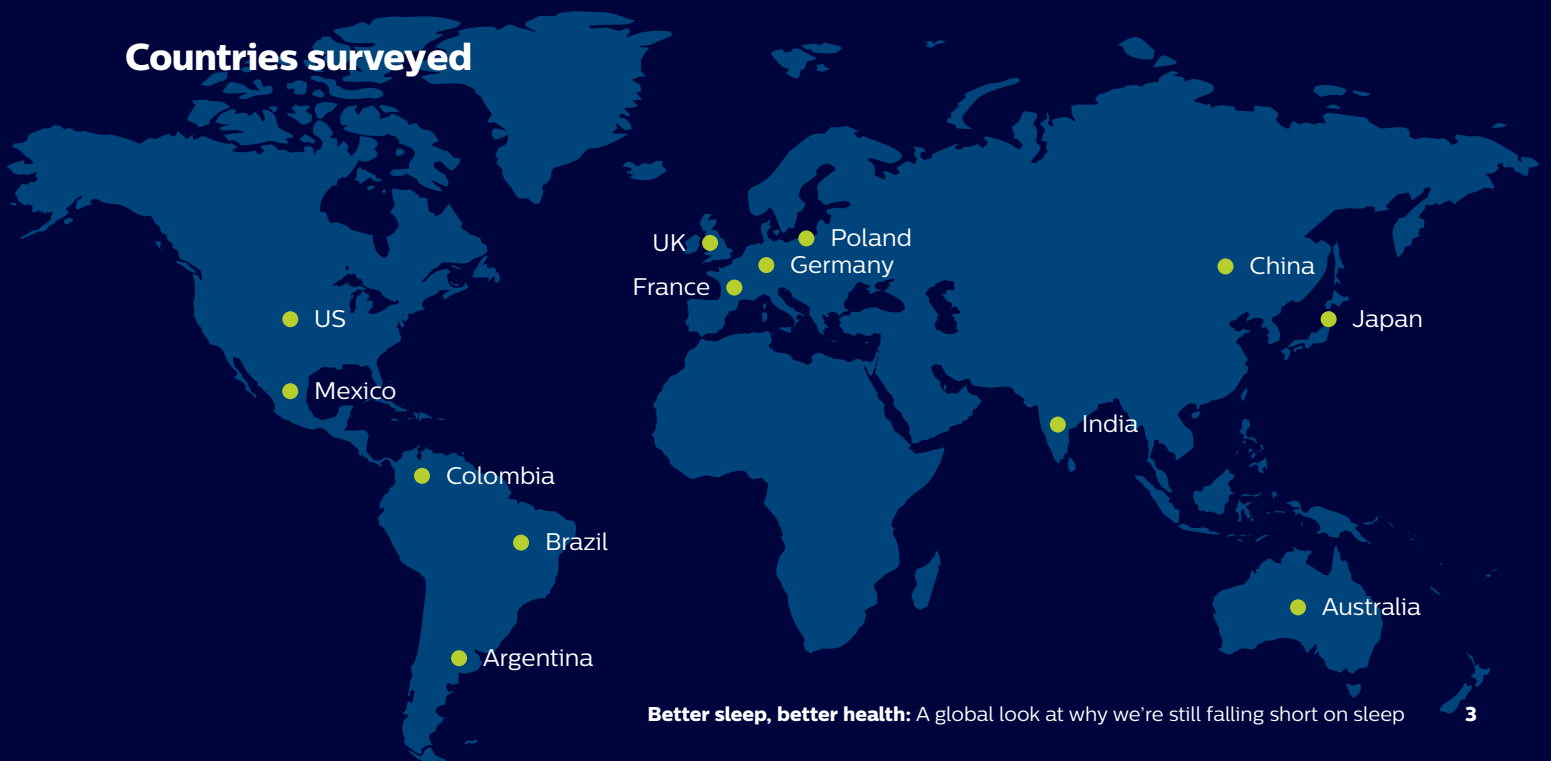 Countries surveyed
UK
Poland
Germany
China
France
US
Japan
Mexico
India
Colombia
Brazil
Australia
Argentina
Better sleep, better health: A global look at why we’re still falling short on sleep 3